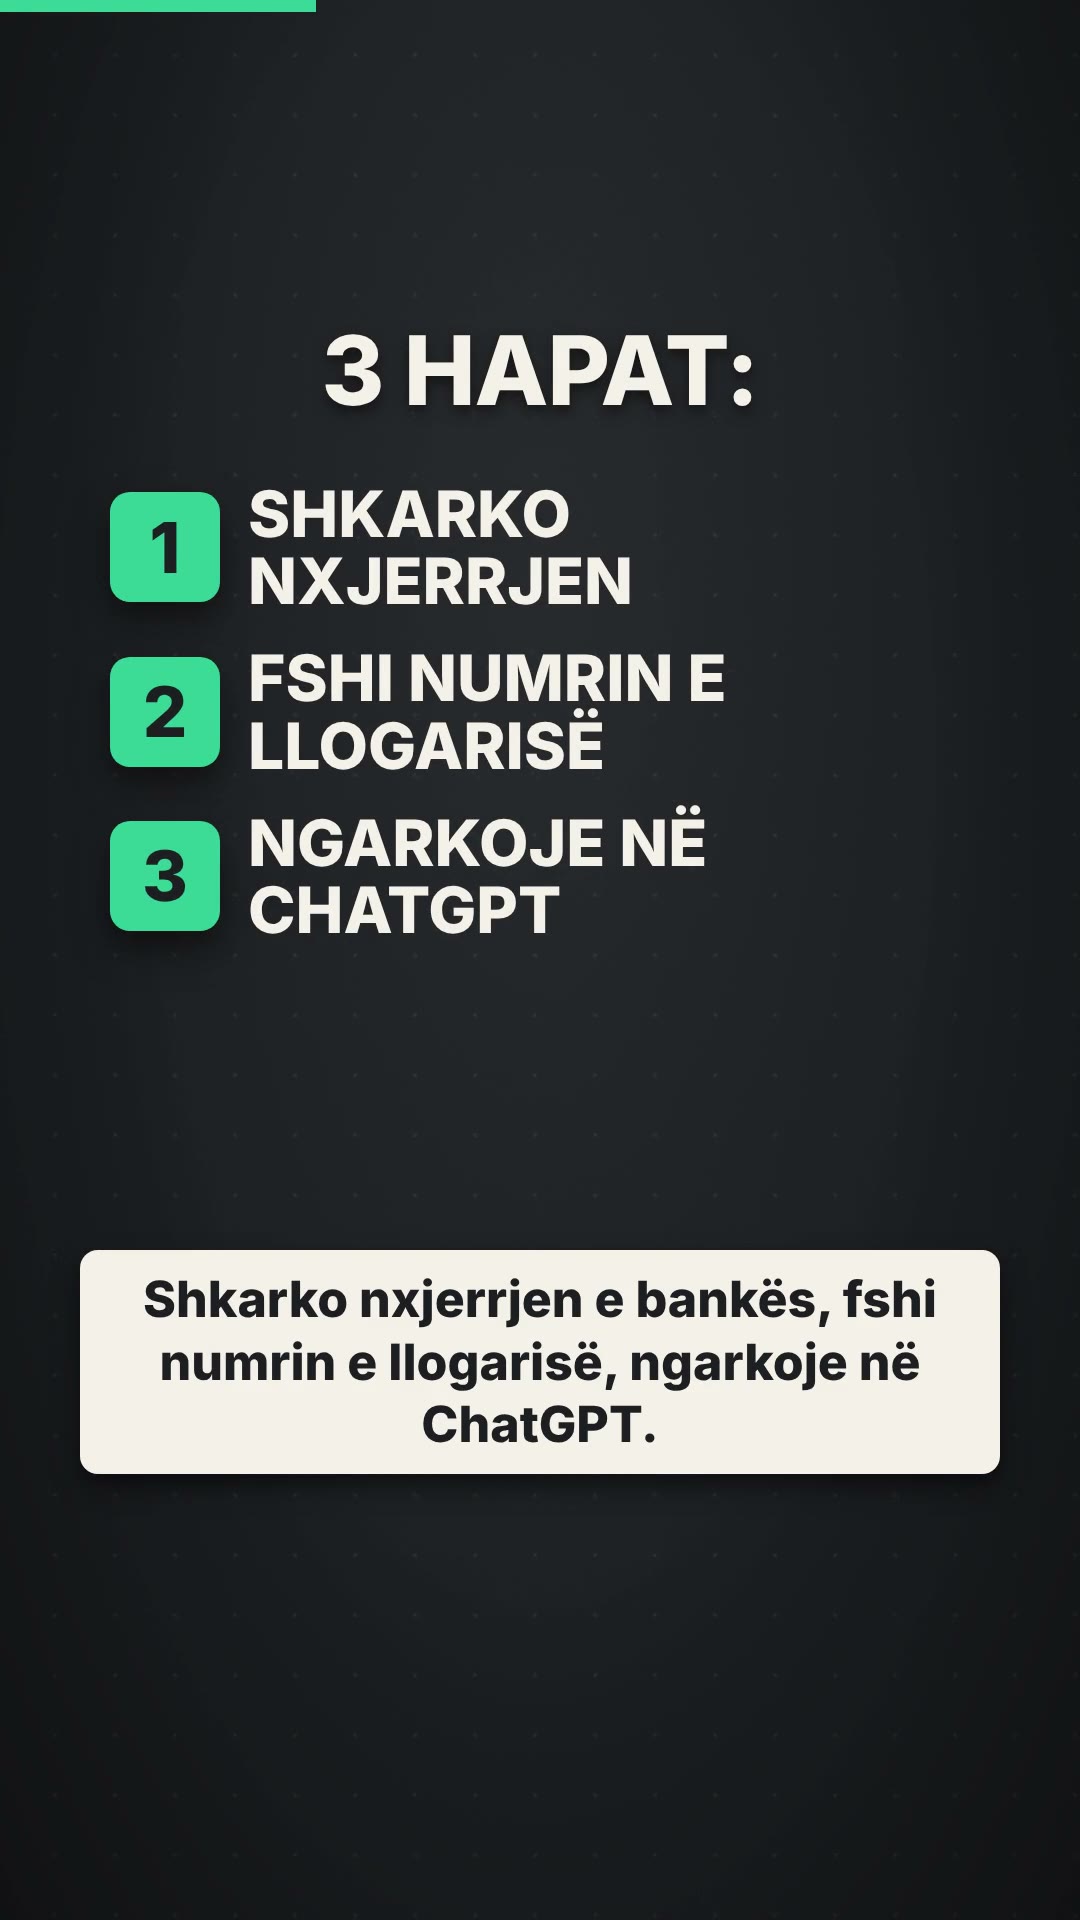 3 HAPAT:
1
SHKARKO
NXJERRJEN
2
FSHI NUMRIN E
LLOGARISË
3
NGARKOJE NË
CHATGPT
Shkarko nxjerrjen e bankës, fshi
numrin e llogarisë, ngarkoje në
ChatGPT.